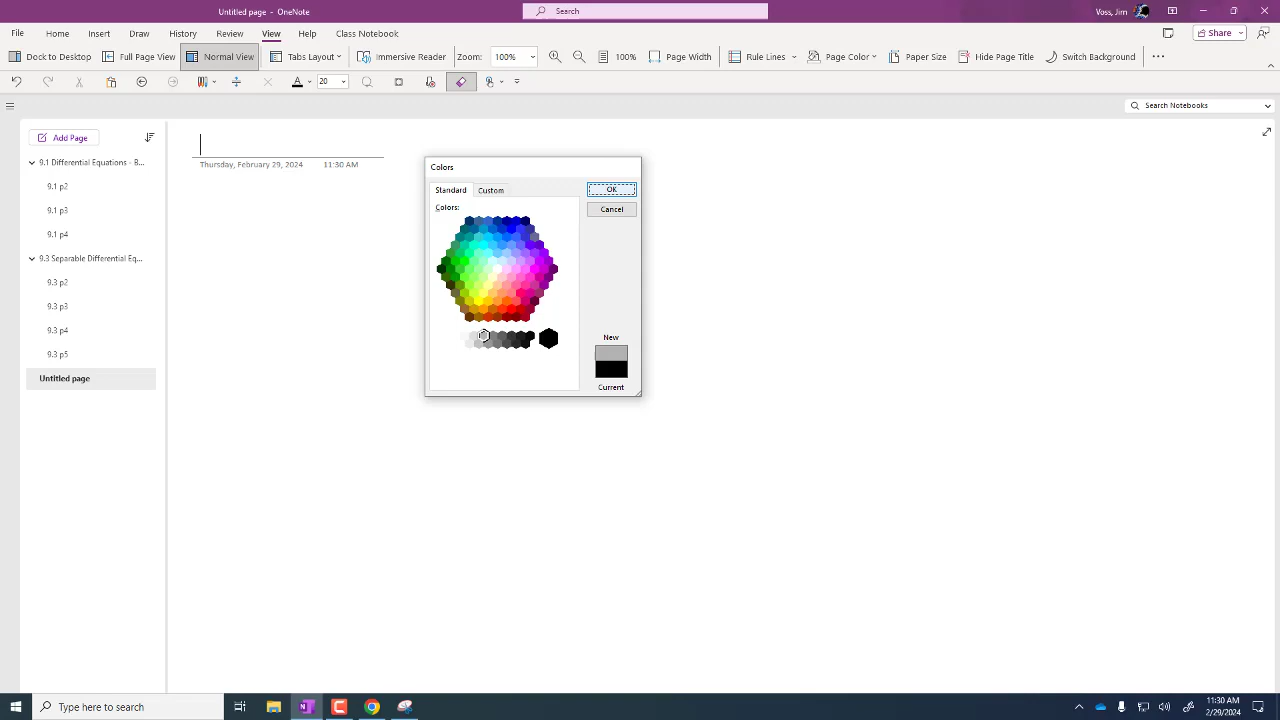 Untitled page - OneNote
Search
Voss, Jim
File Home Insert Draw History Review View Help Class Notebook
Share
Dock to Desktop Full Page View Normal View Tabs Layout Immersive Reader Zoom: 100% 100% Page Width Rule Lines Page Color Paper Size Hide Page Title Switch Background
A 20
Search Notebooks
Add Page
9.1 Differential Equations - B...
9.1 p2
9.1 p3
9.1 p4
9.3 Separable Differential Eq...
9.3 p2
9.3 p3
9.3 p4
9.3 p5
Untitled page
Thursday, February 29, 2024 11:30 AM
Colors
Standard Custom
Colors:
OK
Cancel
New
Current
Type here to search
11:30 AM
2/29/2024